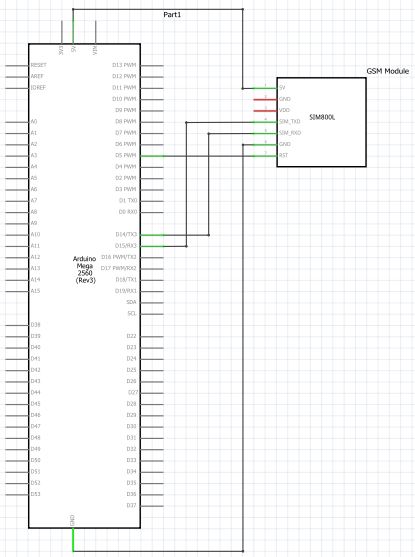 Part1
3V3
5V
VIN
RESET
AREF
IOREF
A0
A1
A2
A3
A4
A5
A6
A7
A8
A9
A10
A11
A12
A13
A14
A15
D38
D39
D40
D41
D42
D43
D44
D45
D46
D47
D48
D49
D50
D51
D52
D53
D13 PWM
D12 PWM
D11 PWM
D10 PWM
D9 PWM
D8 PWM
D7 PWM
D6 PWM
D5 PWM
D4 PWM
D2 PWM
D3 PWM
D1 TX0
D0 RX0
D14/TX3
D15/RX3
D16 PWM/TX2
D17 PWM/RX2
D18/TX1
D19/RX1
SDA
SCL
D22
D23
D24
D25
D26
D27
D28
D29
D30
D31
D32
D33
D34
D35
D36
D37
Arduino
Mega
2560
(Rev3)
GND
GSM Module
5V
GND
VDD
SIM_TXD
SIM_RXD
GND
RST
SIM800L